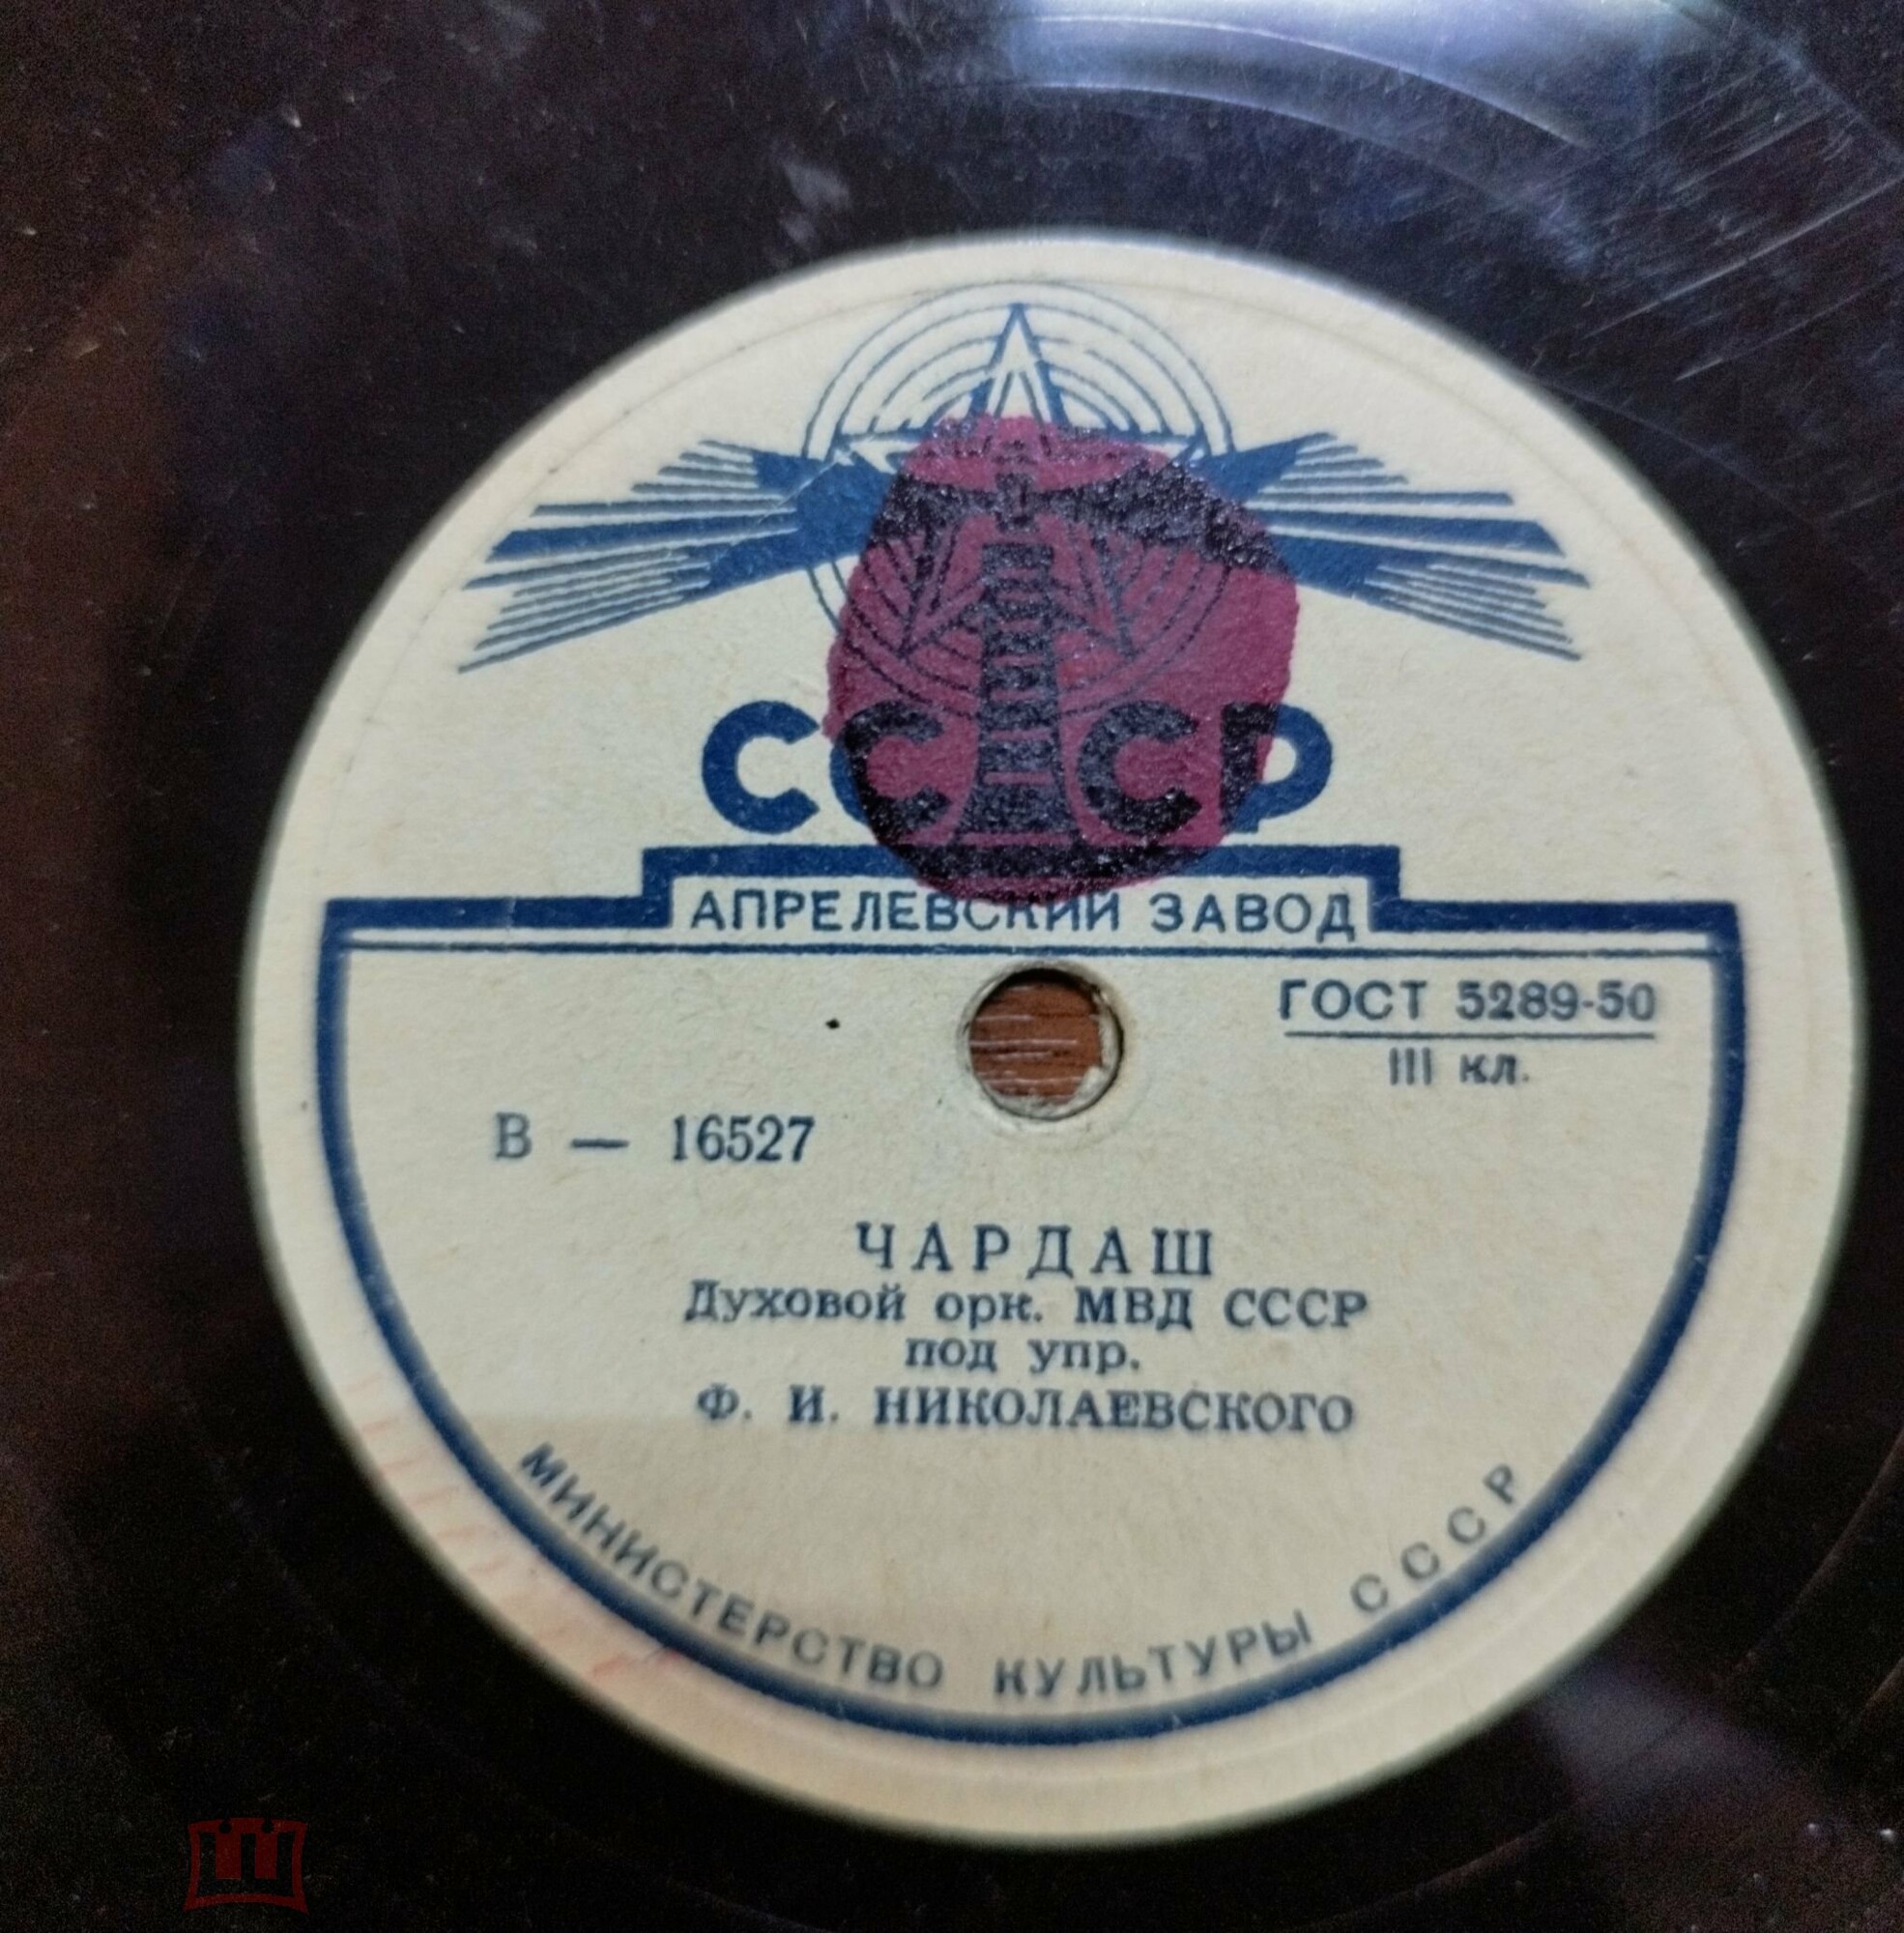 СССР
АПРЕЛЕВСКИЙ ЗАВОД
ГОСТ 5289-50
III кл.
В — 16527
ЧАРДАШ
Духовой орк. МВД СССР
под упр.
Ф. И. НИКОЛАЕВСКОГО
МИНИСТЕРСТВО КУЛЬТУРЫ СССР